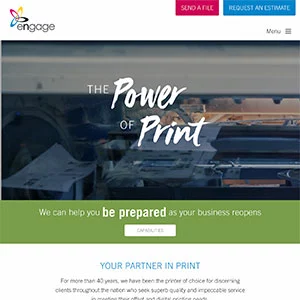 SEND A FILE
REQUEST AN ESTIMATE
engage
Menu
THE Power
OF Print
We can help you be prepared as your business reopens
CAPABILITIES
YOUR PARTNER IN PRINT
For more than 40 years, we have been the printer of choice for discerning
clients throughout the nation who seek superb quality and impeccable service
in meeting their offset and digital printing needs.